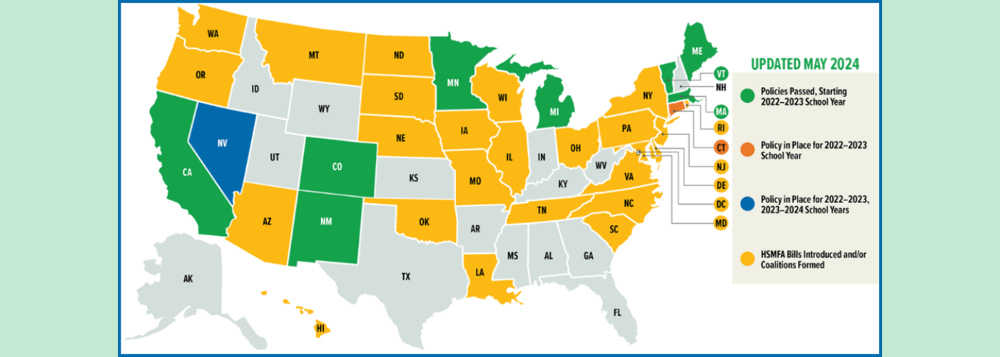 WA
MT
ND
MN
ME
OR
ID
SD
WI
NY
VT
NH
WY
MI
MA
NE
IA
PA
RI
NV
UT
CO
IL
IN
OH
CT
CA
KS
MO
WV
VA
NJ
KY
DE
AZ
NM
OK
TN
NC
DC
AR
SC
MD
MS
AL
GA
AK
TX
LA
FL
HI
UPDATED MAY 2024
Policies Passed, Starting
2022–2023 School Year
Policy in Place for 2022–2023
School Year
Policy in Place for 2022–2023,
2023–2024 School Years
HSMFA Bills Introduced and/or
Coalitions Formed